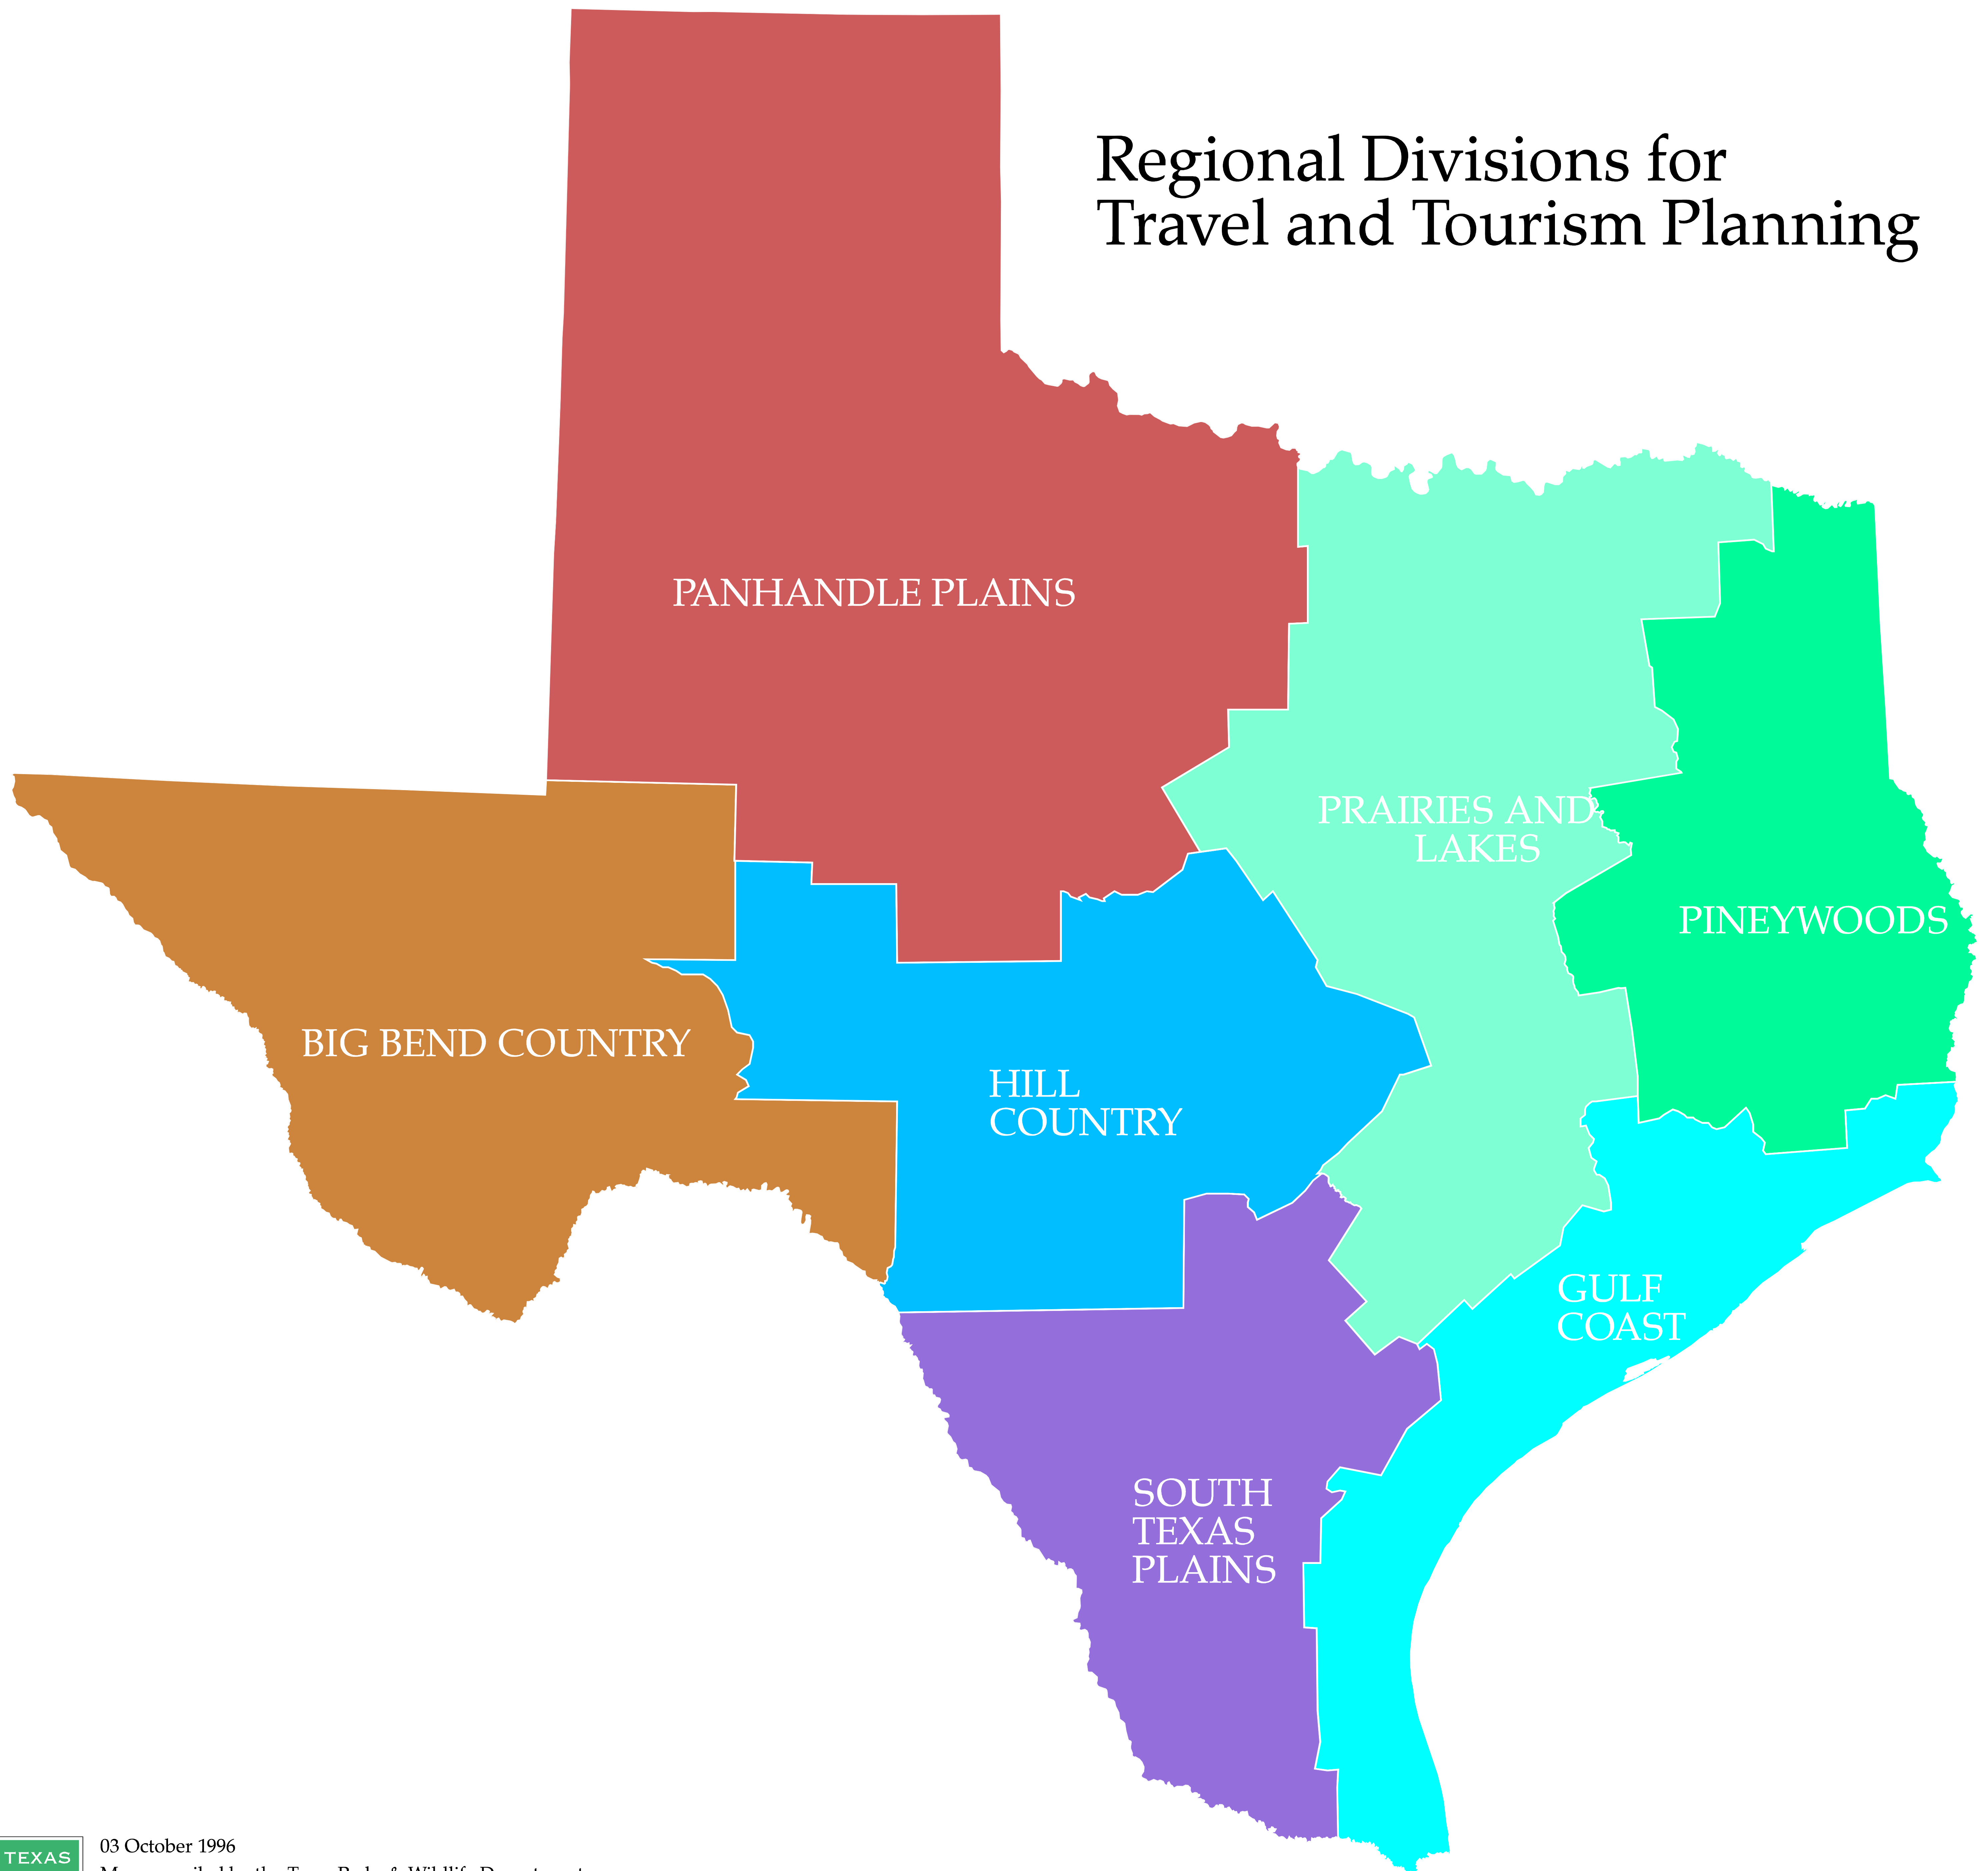 Regional Divisions for
Travel and Tourism Planning
PANHANDLE PLAINS
PRAIRIES AND
LAKES
PINEYWOODS
BIG BEND COUNTRY
HILL
COUNTRY
GULF
COAST
SOUTH
TEXAS
PLAINS
TEXAS
03 October 1996